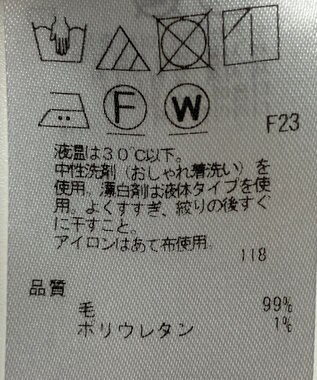 F W
F23
液温は30℃以下。
中性洗剤（おしゃれ着洗い）を
使用。漂白剤は液体タイプを使
用。よくすすぎ、絞りの後すぐ
に干すこと。
アイロンはあて布使用。
118
品質
毛 99%
ポリウレタン 1%